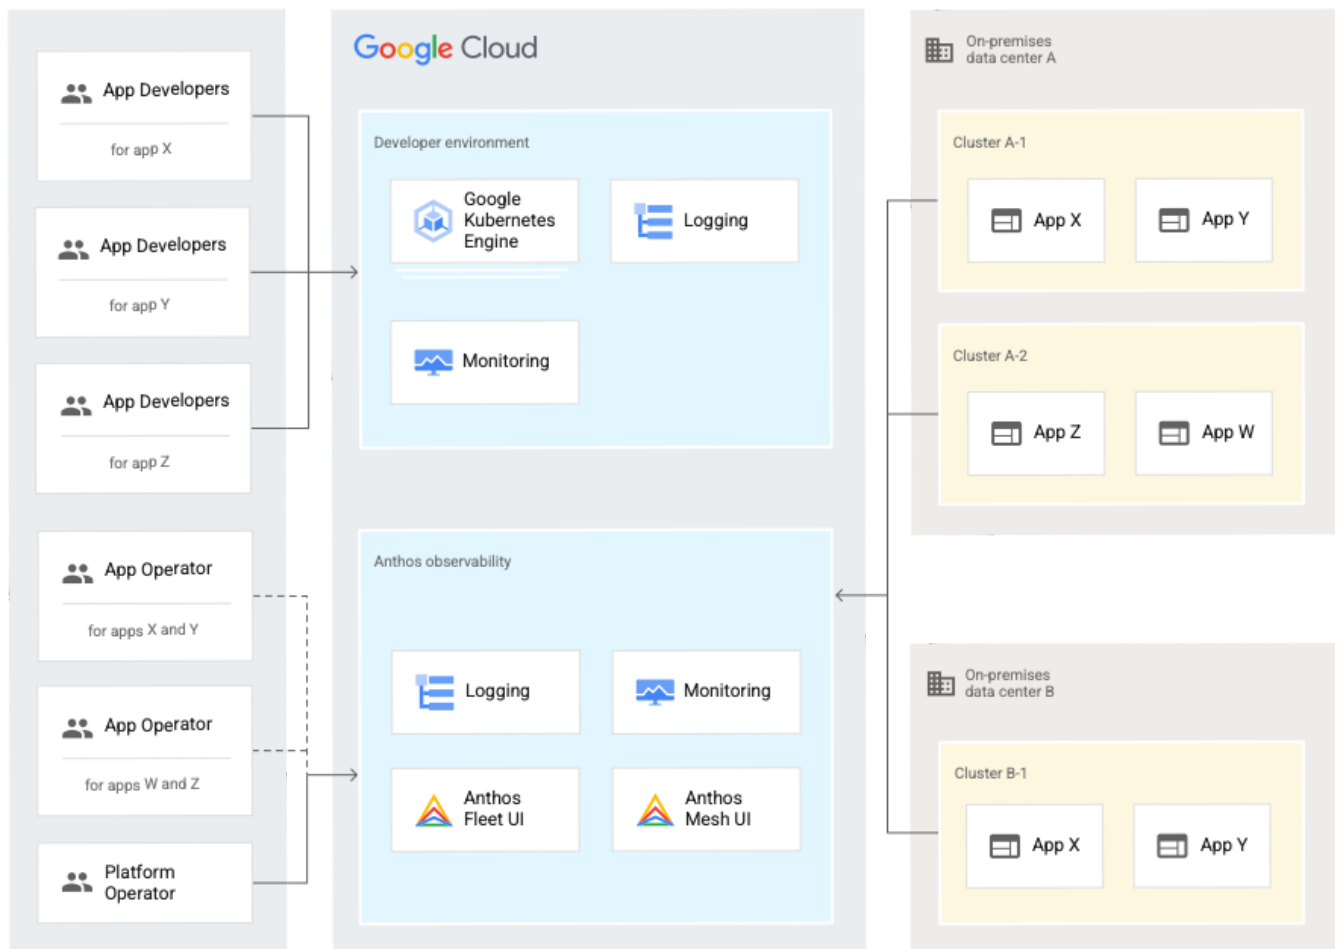 App Developers
for app X
App Developers
for app Y
App Developers
for app Z
App Operator
for apps X and Y
App Operator
for apps W and Z
Platform
Operator
Google Cloud
Developer environment
Google
Kubernetes
Engine
Logging
Monitoring
Anthos observability
Logging
Monitoring
Anthos
Fleet UI
Anthos
Mesh UI
On-premises
data center A
Cluster A-1
App X
App Y
Cluster A-2
App Z
App W
On-premises
data center B
Cluster B-1
App X
App Y